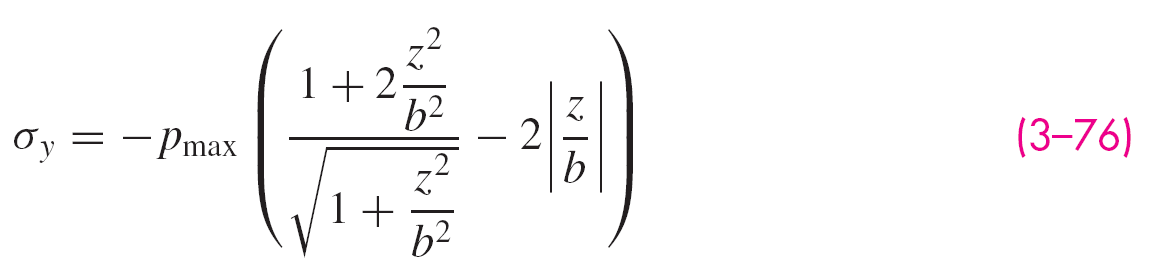 σ_y = −p_max ( (1 + 2 z²/b²) / √(1 + z²/b²) − 2 |z/b| ) (3–76)